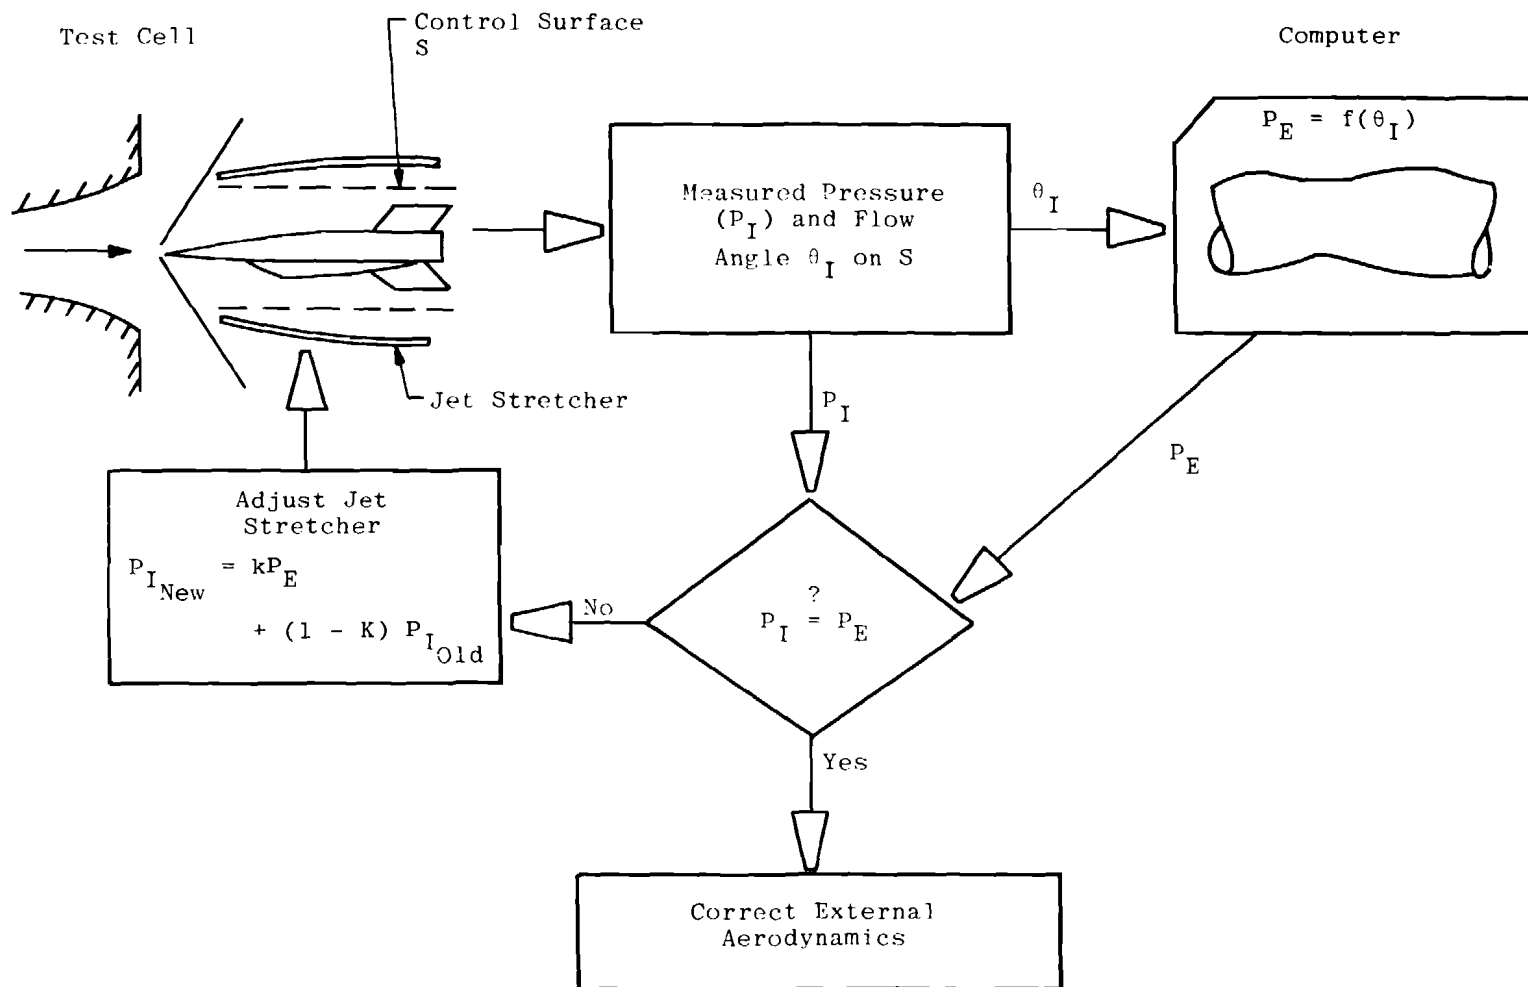 Test Cell
Control Surface
S
Computer
P_E = f(θ_I)
Measured Pressure
(P_I) and Flow
Angle θ_I on S
θ_I
Jet Stretcher
P_I
P_E
Adjust Jet
Stretcher
P_I_New = kP_E
+ (1 - K) P_I_Old
No
?
P_I = P_E
Yes
Correct External
Aerodynamics